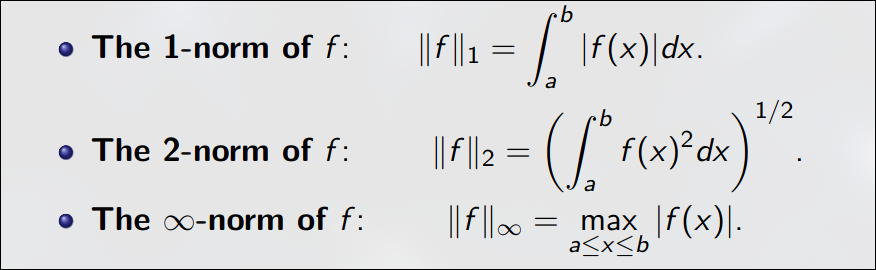 • The 1-norm of f: ‖f‖₁ = ∫ₐᵇ |f(x)|dx.
• The 2-norm of f: ‖f‖₂ = (∫ₐᵇ f(x)²dx)^{1/2}.
• The ∞-norm of f: ‖f‖_∞ = max_{a≤x≤b} |f(x)|.